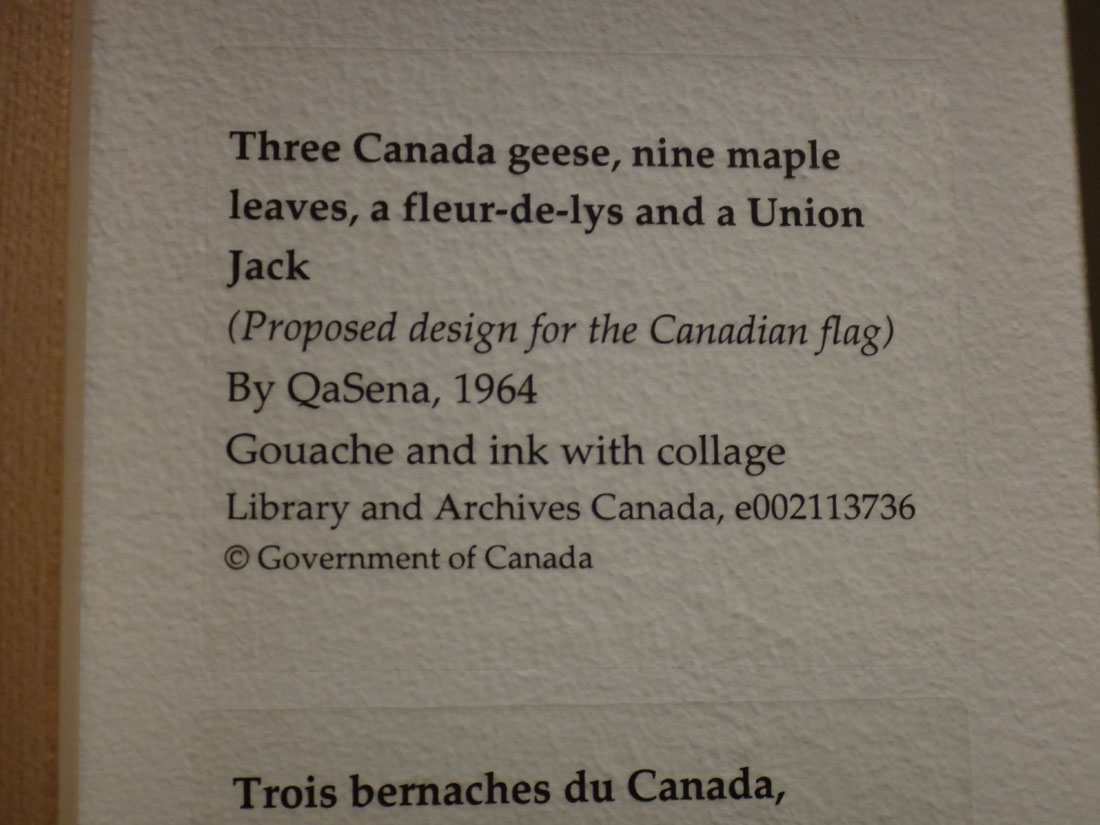 Three Canada geese, nine maple
leaves, a fleur-de-lys and a Union
Jack
(Proposed design for the Canadian flag)
By QaSena, 1964
Gouache and ink with collage
Library and Archives Canada, e002113736
© Government of Canada
Trois bernaches du Canada,